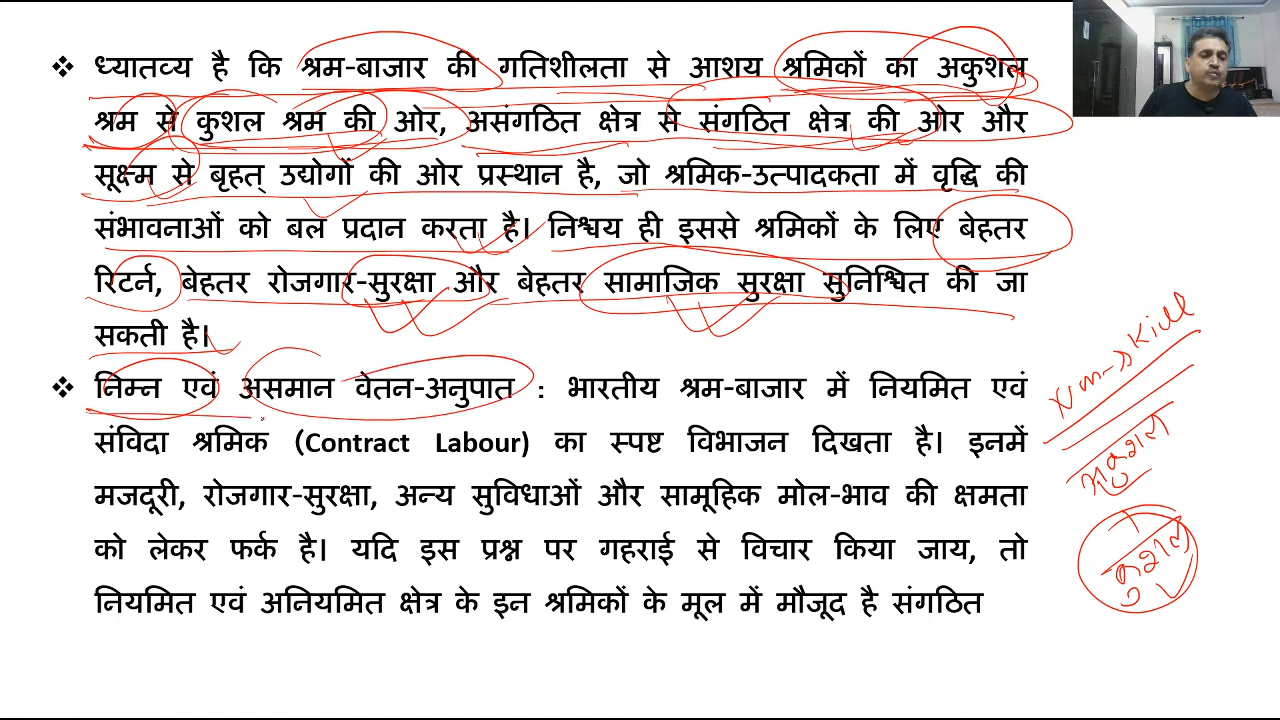 ❖ ध्यातव्य है कि श्रम-बाजार की गतिशीलता से आशय श्रमिकों का अकुशल
श्रम से कुशल श्रम की ओर, असंगठित क्षेत्र से संगठित क्षेत्र की ओर और
सूक्ष्म से बृहत् उद्योगों की ओर प्रस्थान है, जो श्रमिक-उत्पादकता में वृद्धि की
संभावनाओं को बल प्रदान करता है। निश्चय ही इससे श्रमिकों के लिए बेहतर
रिटर्न, बेहतर रोजगार-सुरक्षा और बेहतर सामाजिक सुरक्षा सुनिश्चित की जा
सकती है।
❖ निम्न एवं असमान वेतन-अनुपात : भारतीय श्रम-बाजार में नियमित एवं
संविदा श्रमिक (Contract Labour) का स्पष्ट विभाजन दिखता है। इनमें
मजदूरी, रोजगार-सुरक्षा, अन्य सुविधाओं और सामूहिक मोल-भाव की क्षमता
को लेकर फर्क है। यदि इस प्रश्न पर गहराई से विचार किया जाय, तो
नियमित एवं अनियमित क्षेत्र के इन श्रमिकों के मूल में मौजूद है संगठित
skill
अकुशल
कुशल